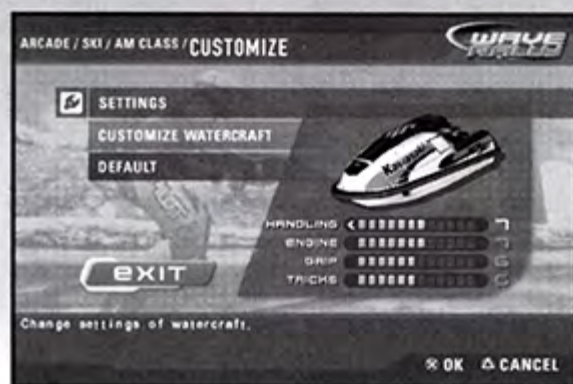 ARCADE / SKI / AM CLASS / CUSTOMIZE
WAVE RALLY
SETTINGS
CUSTOMIZE WATERCRAFT
DEFAULT
Kawasaki
HANDLING 7
ENGINE 7
GRIP 6
TRICKS 6
EXIT
Change settings of watercraft.
OK CANCEL